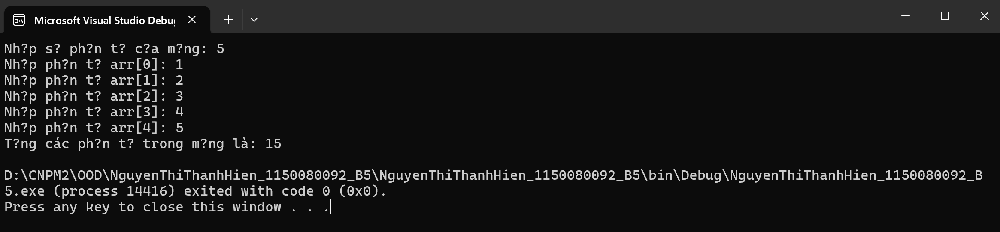 Microsoft Visual Studio Debug
Nh?p s? ph?n t? c?a m?ng: 5
Nh?p ph?n t? arr[0]: 1
Nh?p ph?n t? arr[1]: 2
Nh?p ph?n t? arr[2]: 3
Nh?p ph?n t? arr[3]: 4
Nh?p ph?n t? arr[4]: 5
T?ng các ph?n t? trong m?ng là: 15
D:\CNPM2\OOD\NguyenThiThanhHien_1150080092_B5\NguyenThiThanhHien_1150080092_B5\bin\Debug\NguyenThiThanhHien_1150080092_B
5.exe (process 14416) exited with code 0 (0x0).
Press any key to close this window . . .